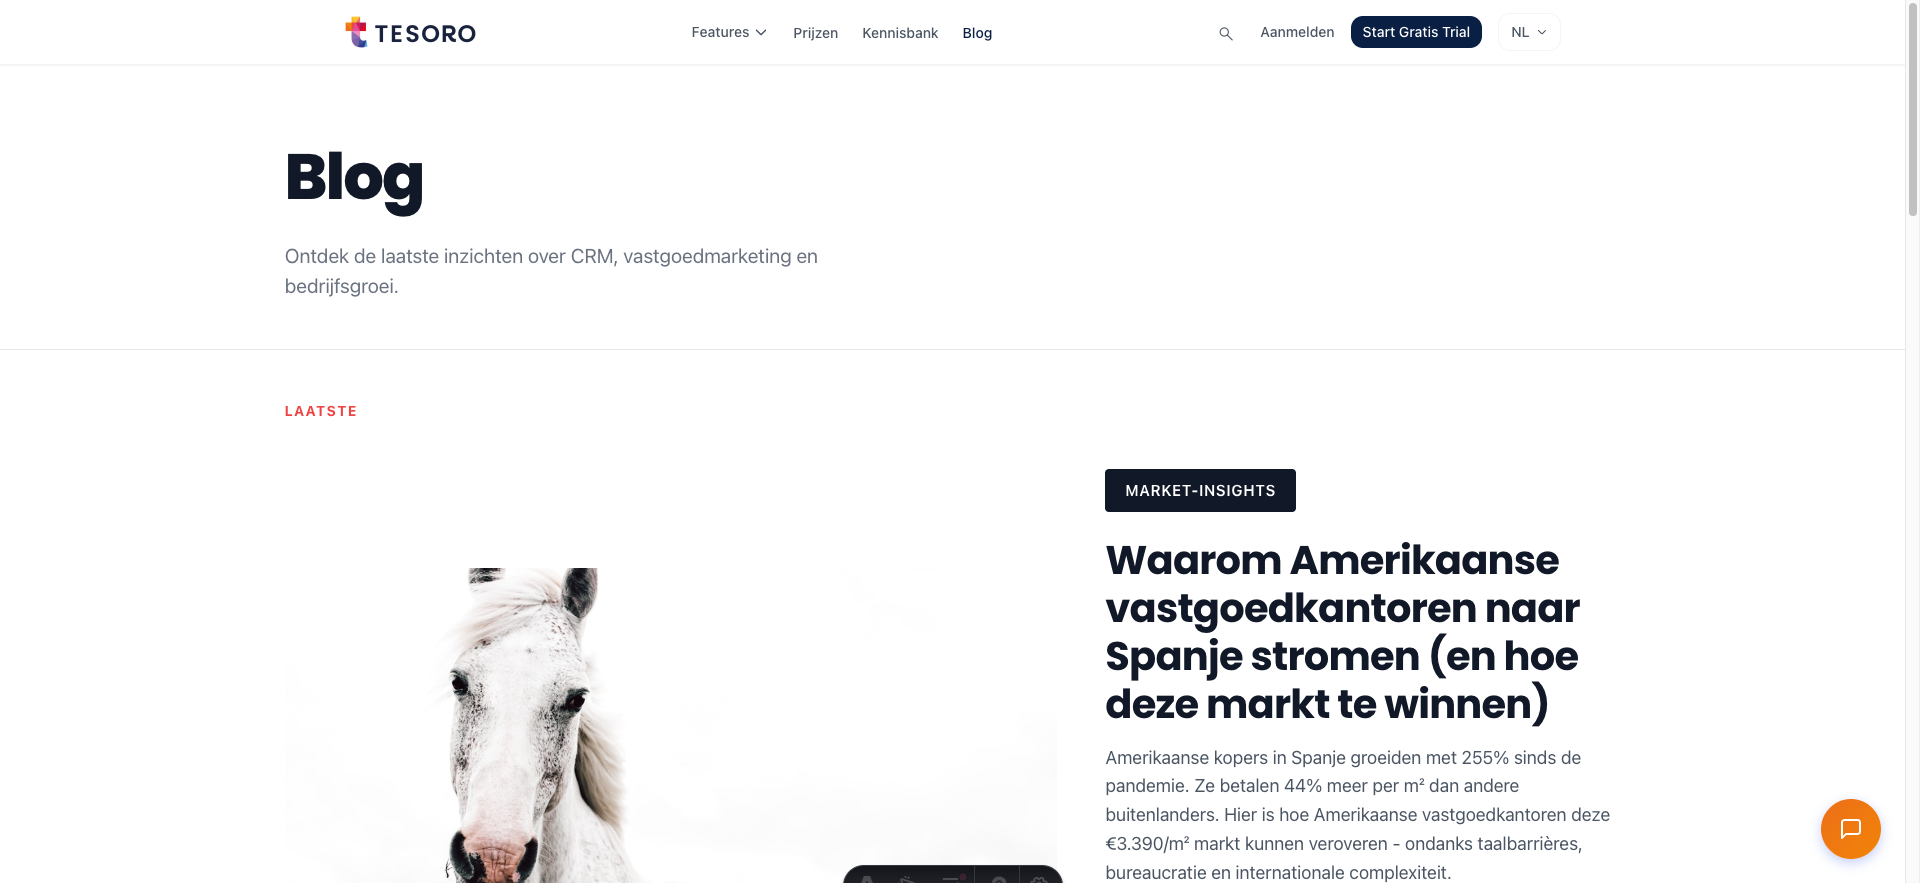 TESORO
Features
Prijzen
Kennisbank
Blog
Aanmelden
Start Gratis Trial
NL
Blog
Ontdek de laatste inzichten over CRM, vastgoedmarketing en
bedrijfsgroei.
LAATSTE
MARKET-INSIGHTS
Waarom Amerikaanse
vastgoedkantoren naar
Spanje stromen (en hoe
deze markt te winnen)
Amerikaanse kopers in Spanje groeiden met 255% sinds de
pandemie. Ze betalen 44% meer per m² dan andere
buitenlanders. Hier is hoe Amerikaanse vastgoedkantoren deze
€3.390/m² markt kunnen veroveren - ondanks taalbarrières,
bureaucratie en internationale complexiteit.